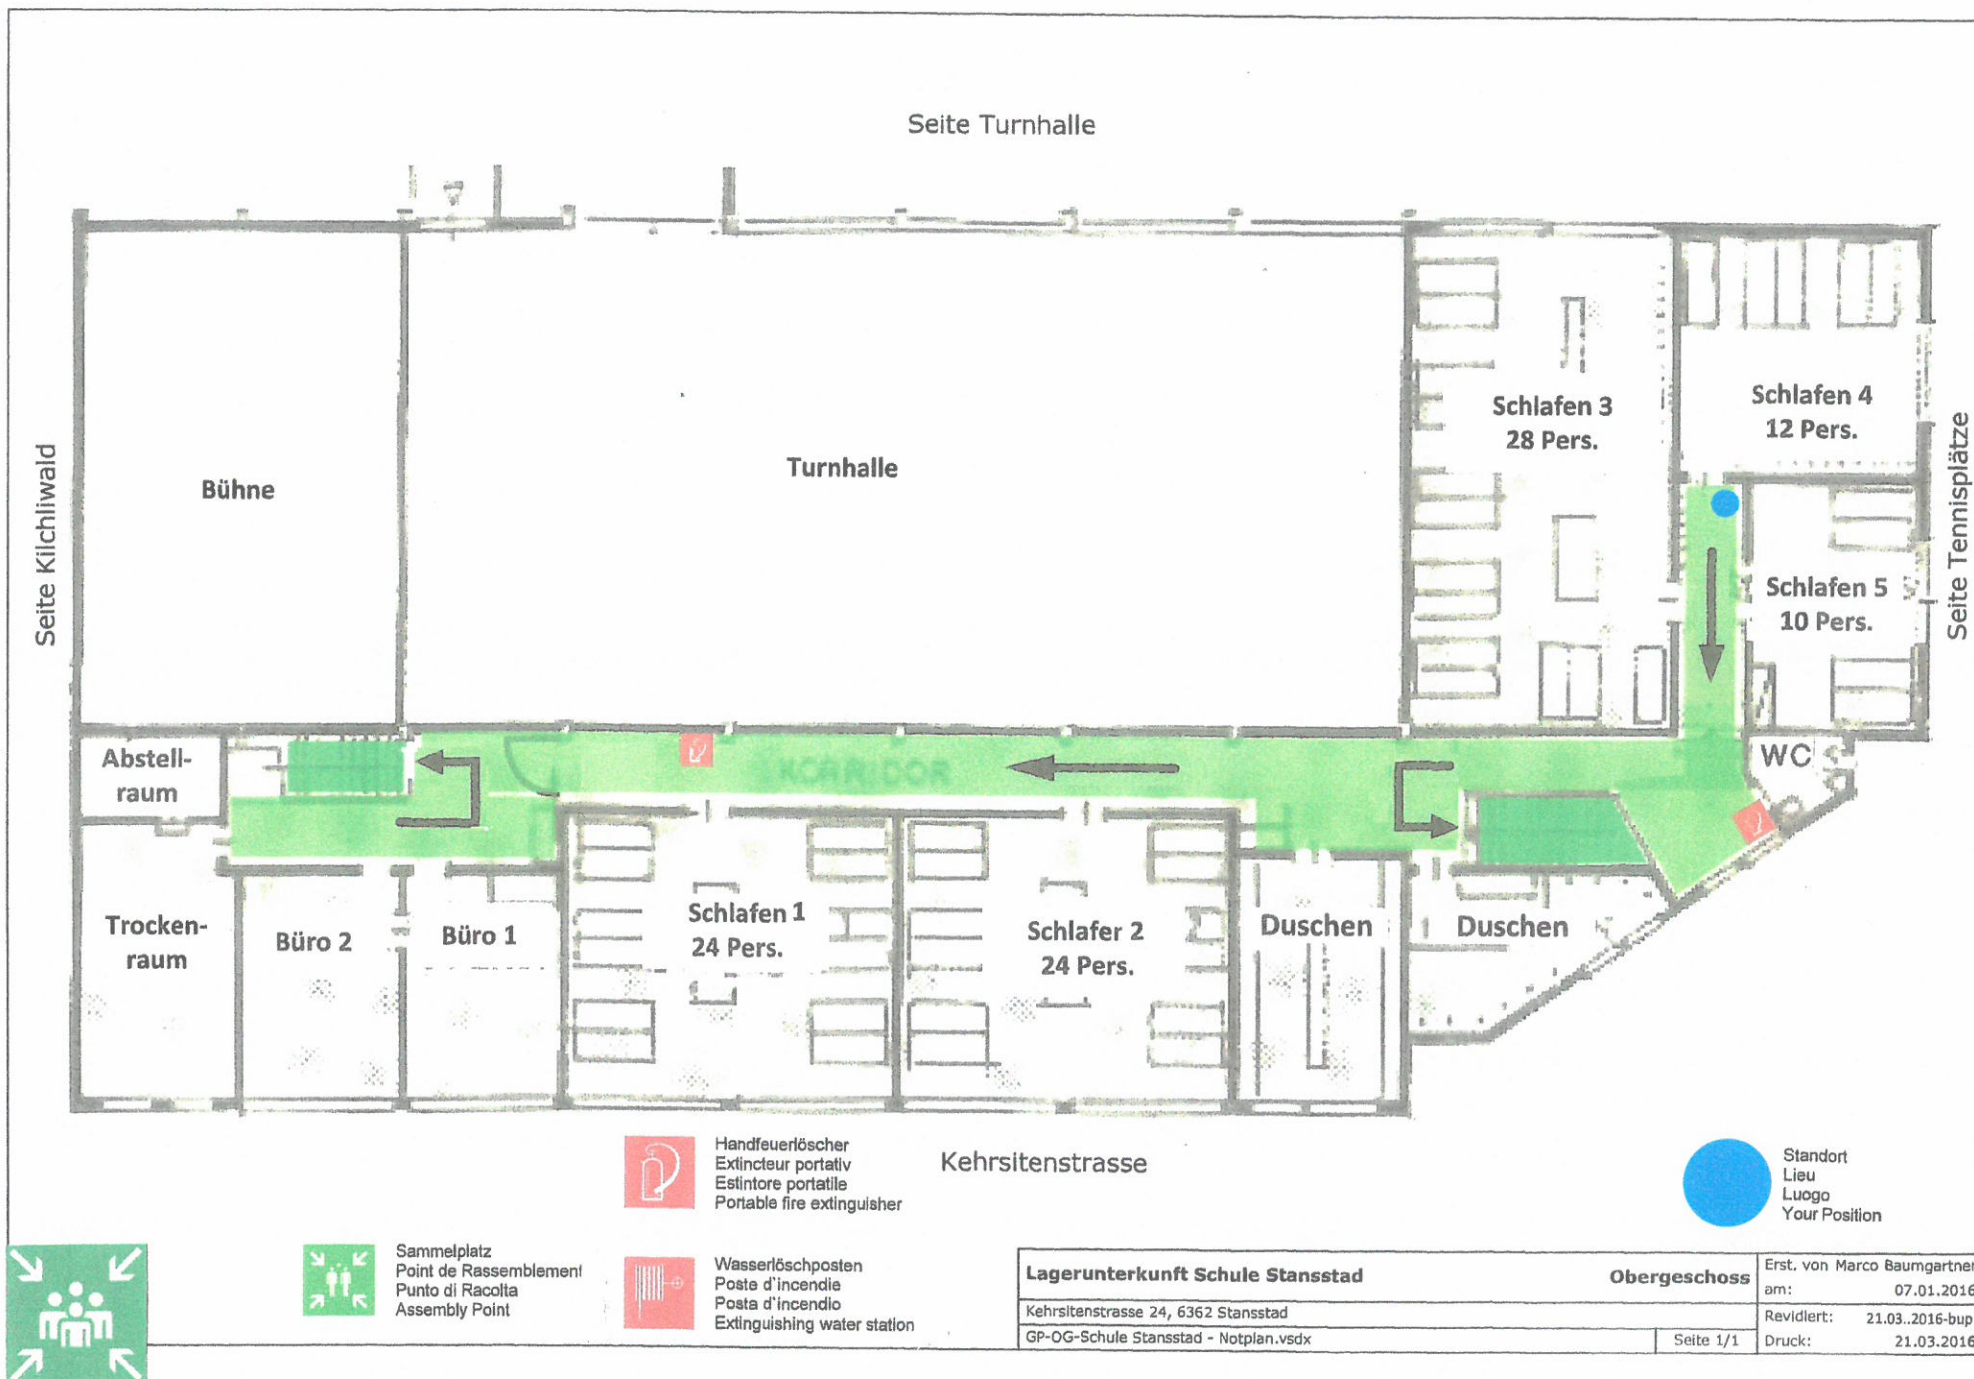 Seite Turnhalle
Seite Kilchliwald
Bühne
Turnhalle
Schlafen 3
28 Pers.
Schlafen 4
12 Pers.
Schlafen 5
10 Pers.
Seite Tennisplätze
Abstell-
raum
KORRIDOR
WC
Trocken-
raum
Büro 2
Büro 1
Schlafen 1
24 Pers.
Schlafer 2
24 Pers.
Duschen
Duschen
Kehrsitenstrasse
Handfeuerlöscher
Extincteur portativ
Estintore portatile
Portable fire extinguisher
Standort
Lieu
Luogo
Your Position
Sammelplatz
Point de Rassemblement
Punto di Racolta
Assembly Point
Wasserlöschposten
Poste d'incendie
Posta d'incendio
Extinguishing water station
Lagerunterkunft Schule Stansstad Obergeschoss
Kehrsitenstrasse 24, 6362 Stansstad
GP-OG-Schule Stansstad - Notplan.vsdx Seite 1/1
Erst. von Marco Baumgartner
am: 07.01.2016
Revidiert: 21.03..2016-bup
Druck: 21.03.2016